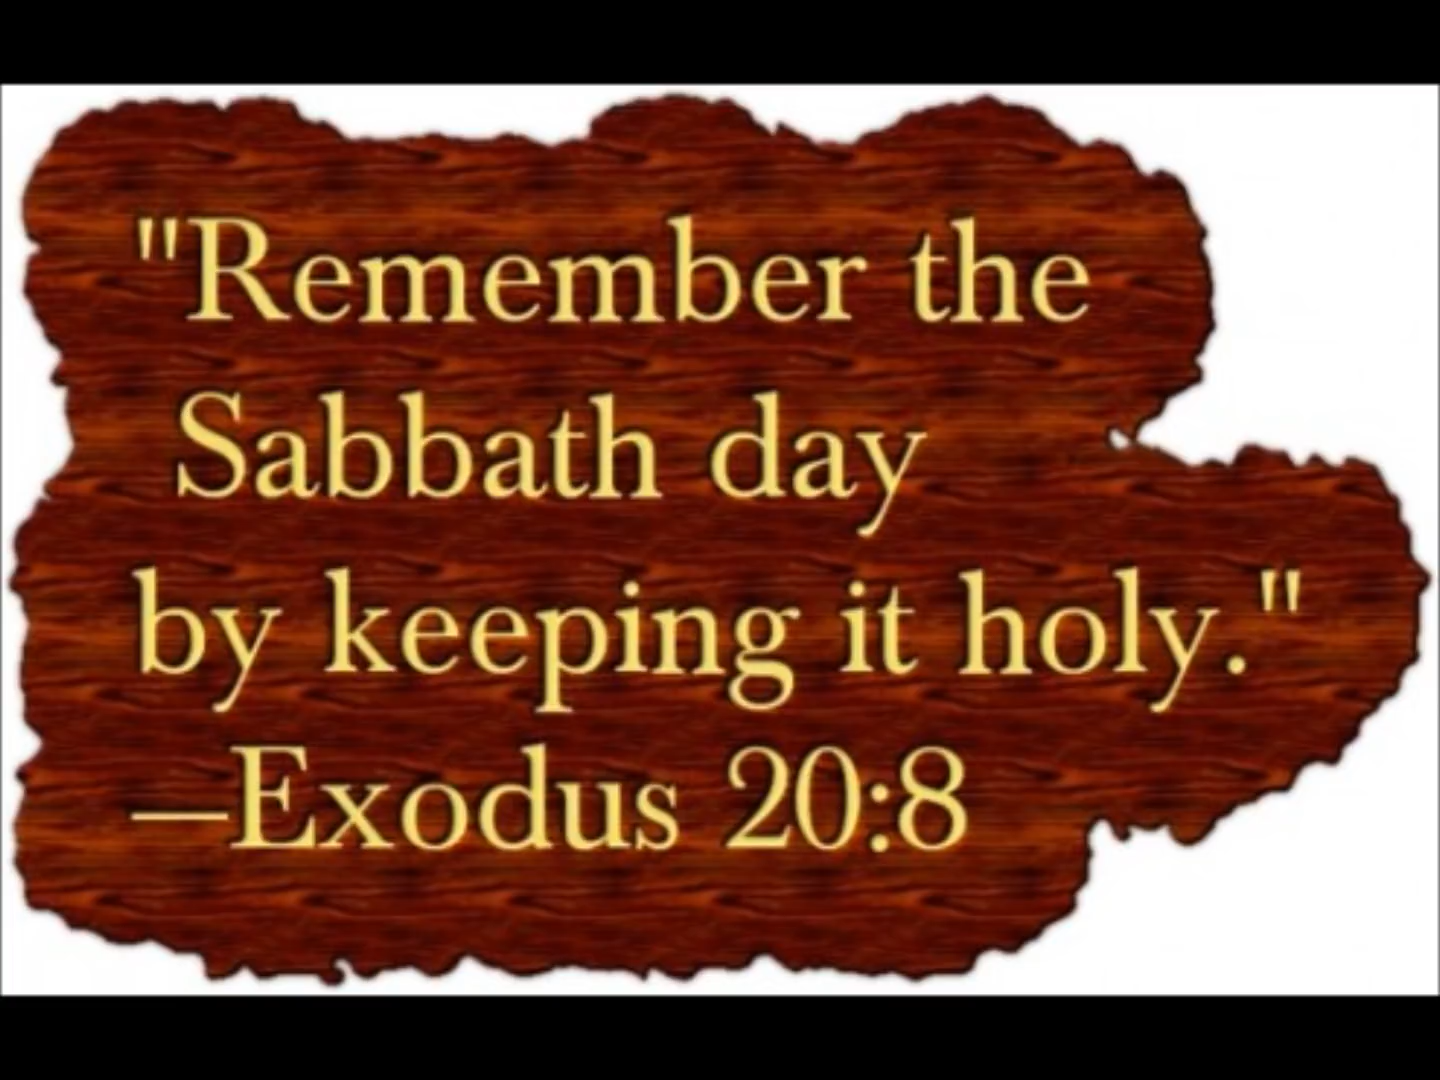 "Remember the
Sabbath day
by keeping it holy."
—Exodus 20:8